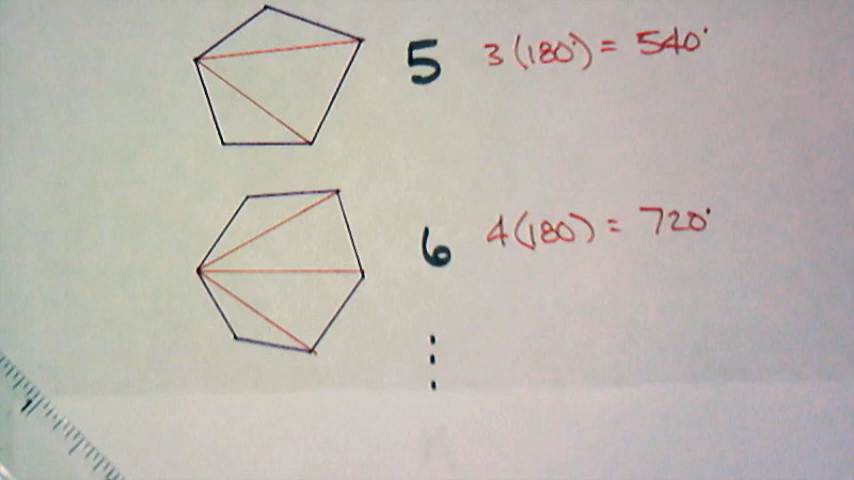 5 3(180°) = 540°
6 4(180) = 720°